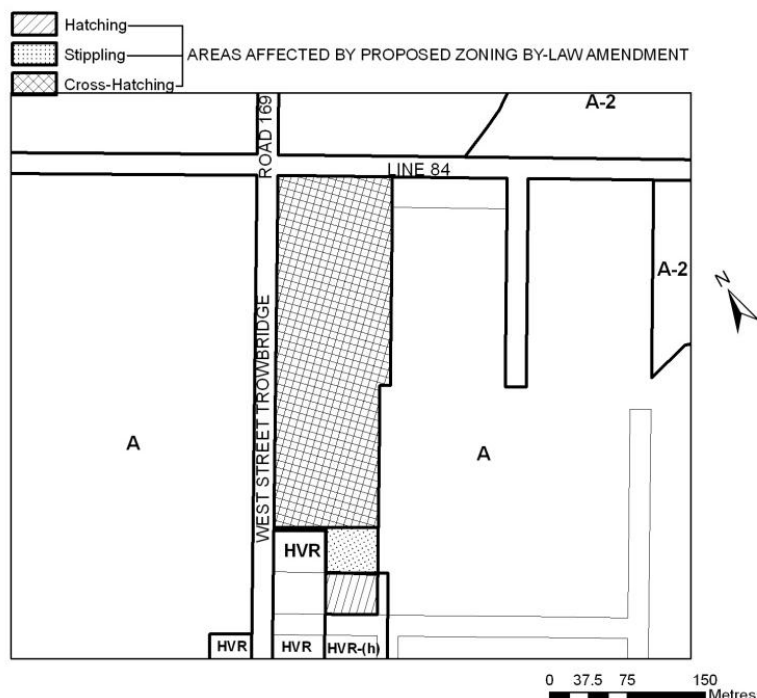 Hatching
Stippling
AREAS AFFECTED BY PROPOSED ZONING BY-LAW AMENDMENT
Cross-Hatching
A-2
ROAD 169
LINE 84
A-2
N
WEST STREET TROWBRIDGE
A
A
HVR
HVR
HVR
HVR-(h)
0 37.5 75 150
Metres